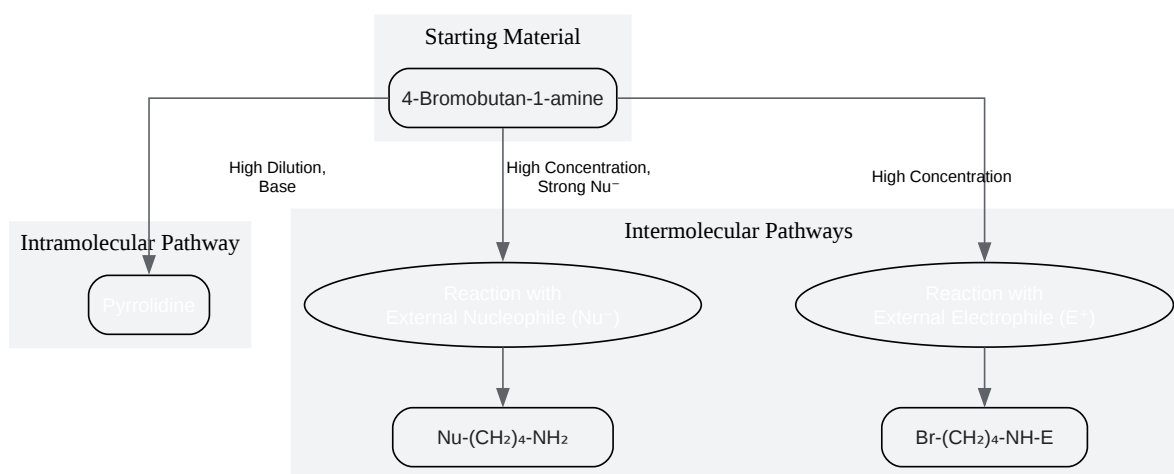 Starting Material
4-Bromobutan-1-amine
High Dilution,
Base
High Concentration,
Strong Nu⁻
High Concentration
Intramolecular Pathway
Pyrrolidine
Intermolecular Pathways
Reaction with
External Nucleophile (Nu⁻)
Reaction with
External Electrophile (E⁺)
Nu-(CH₂)₄-NH₂
Br-(CH₂)₄-NH-E